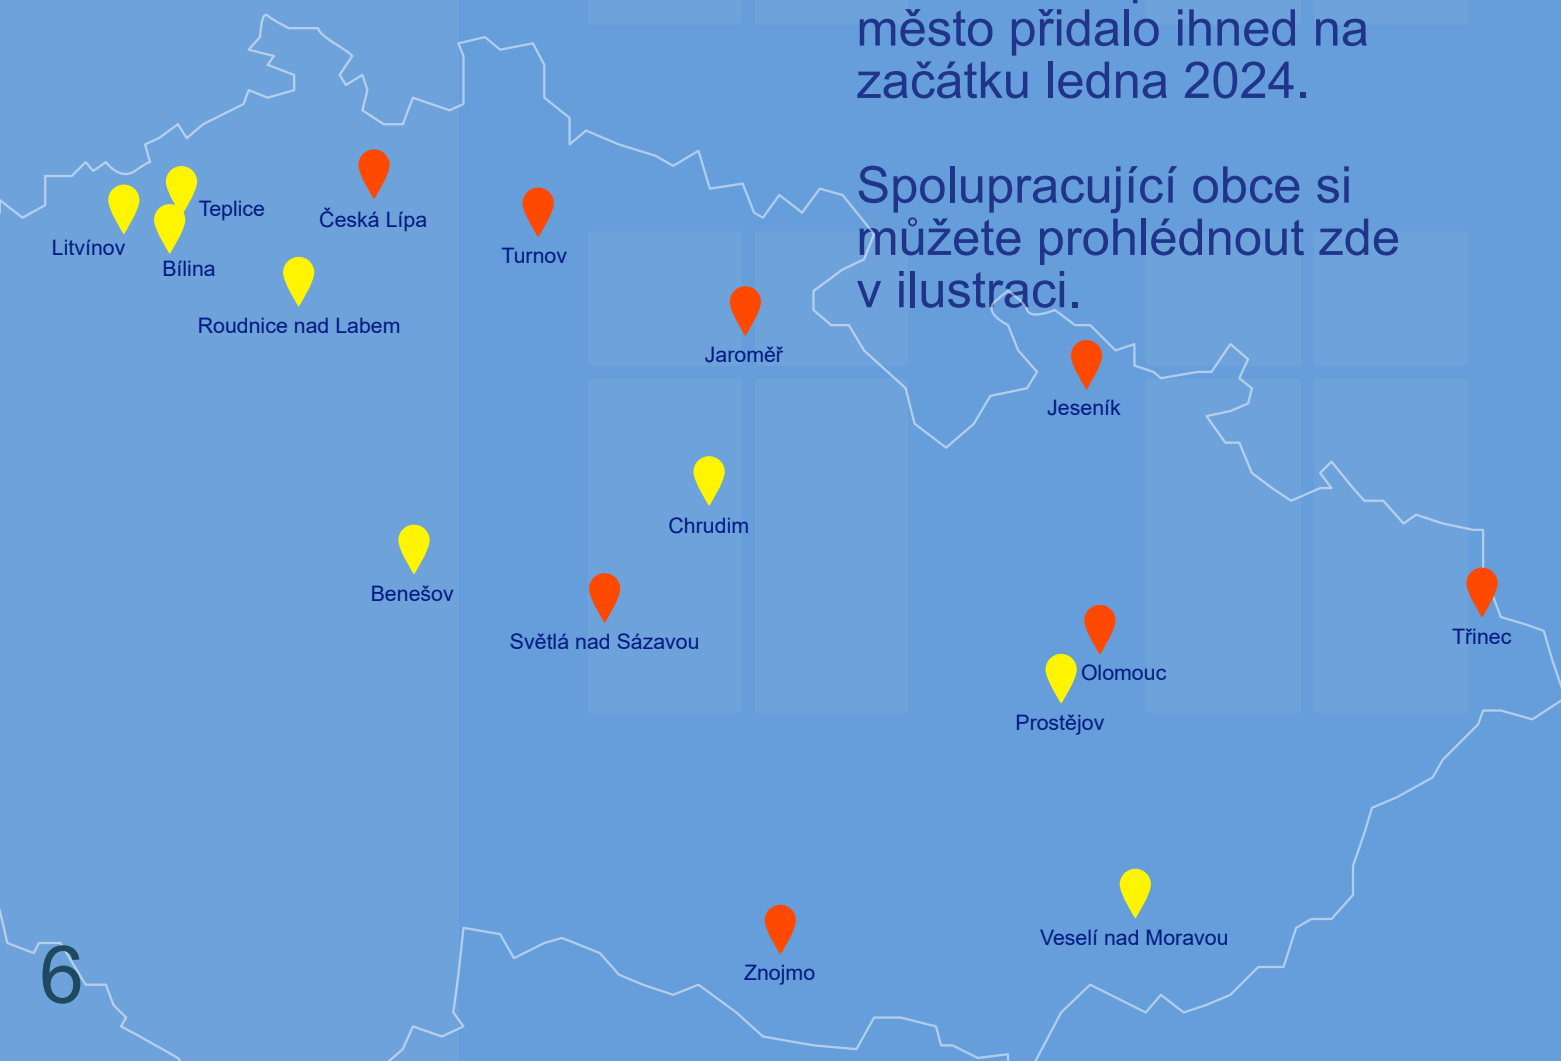 město přidalo ihned na
začátku ledna 2024.
Spolupracující obce si
můžete prohlédnout zde
v ilustraci.
Teplice
Česká Lípa
Litvínov
Turnov
Bílina
Roudnice nad Labem
Jaroměř
Jeseník
Chrudim
Benešov
Světlá nad Sázavou
Třinec
Olomouc
Prostějov
Veselí nad Moravou
Znojmo
6